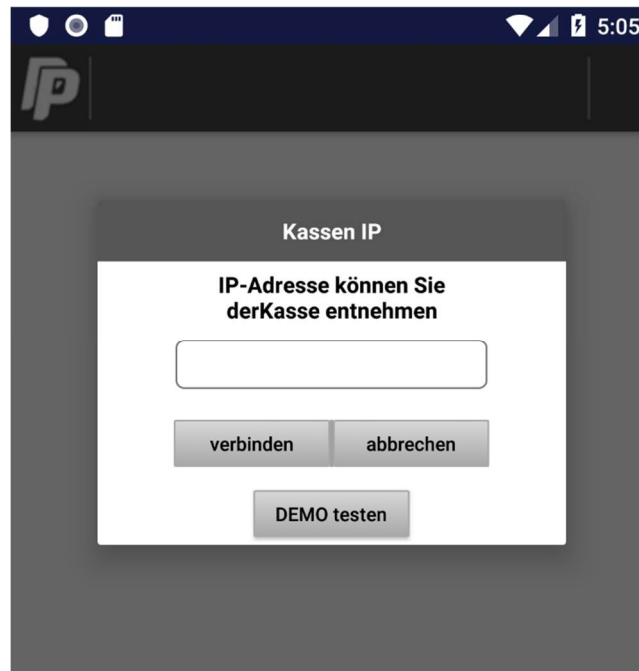 5:05
Kassen IP
IP-Adresse können Sie
derKasse entnehmen
verbinden abbrechen
DEMO testen